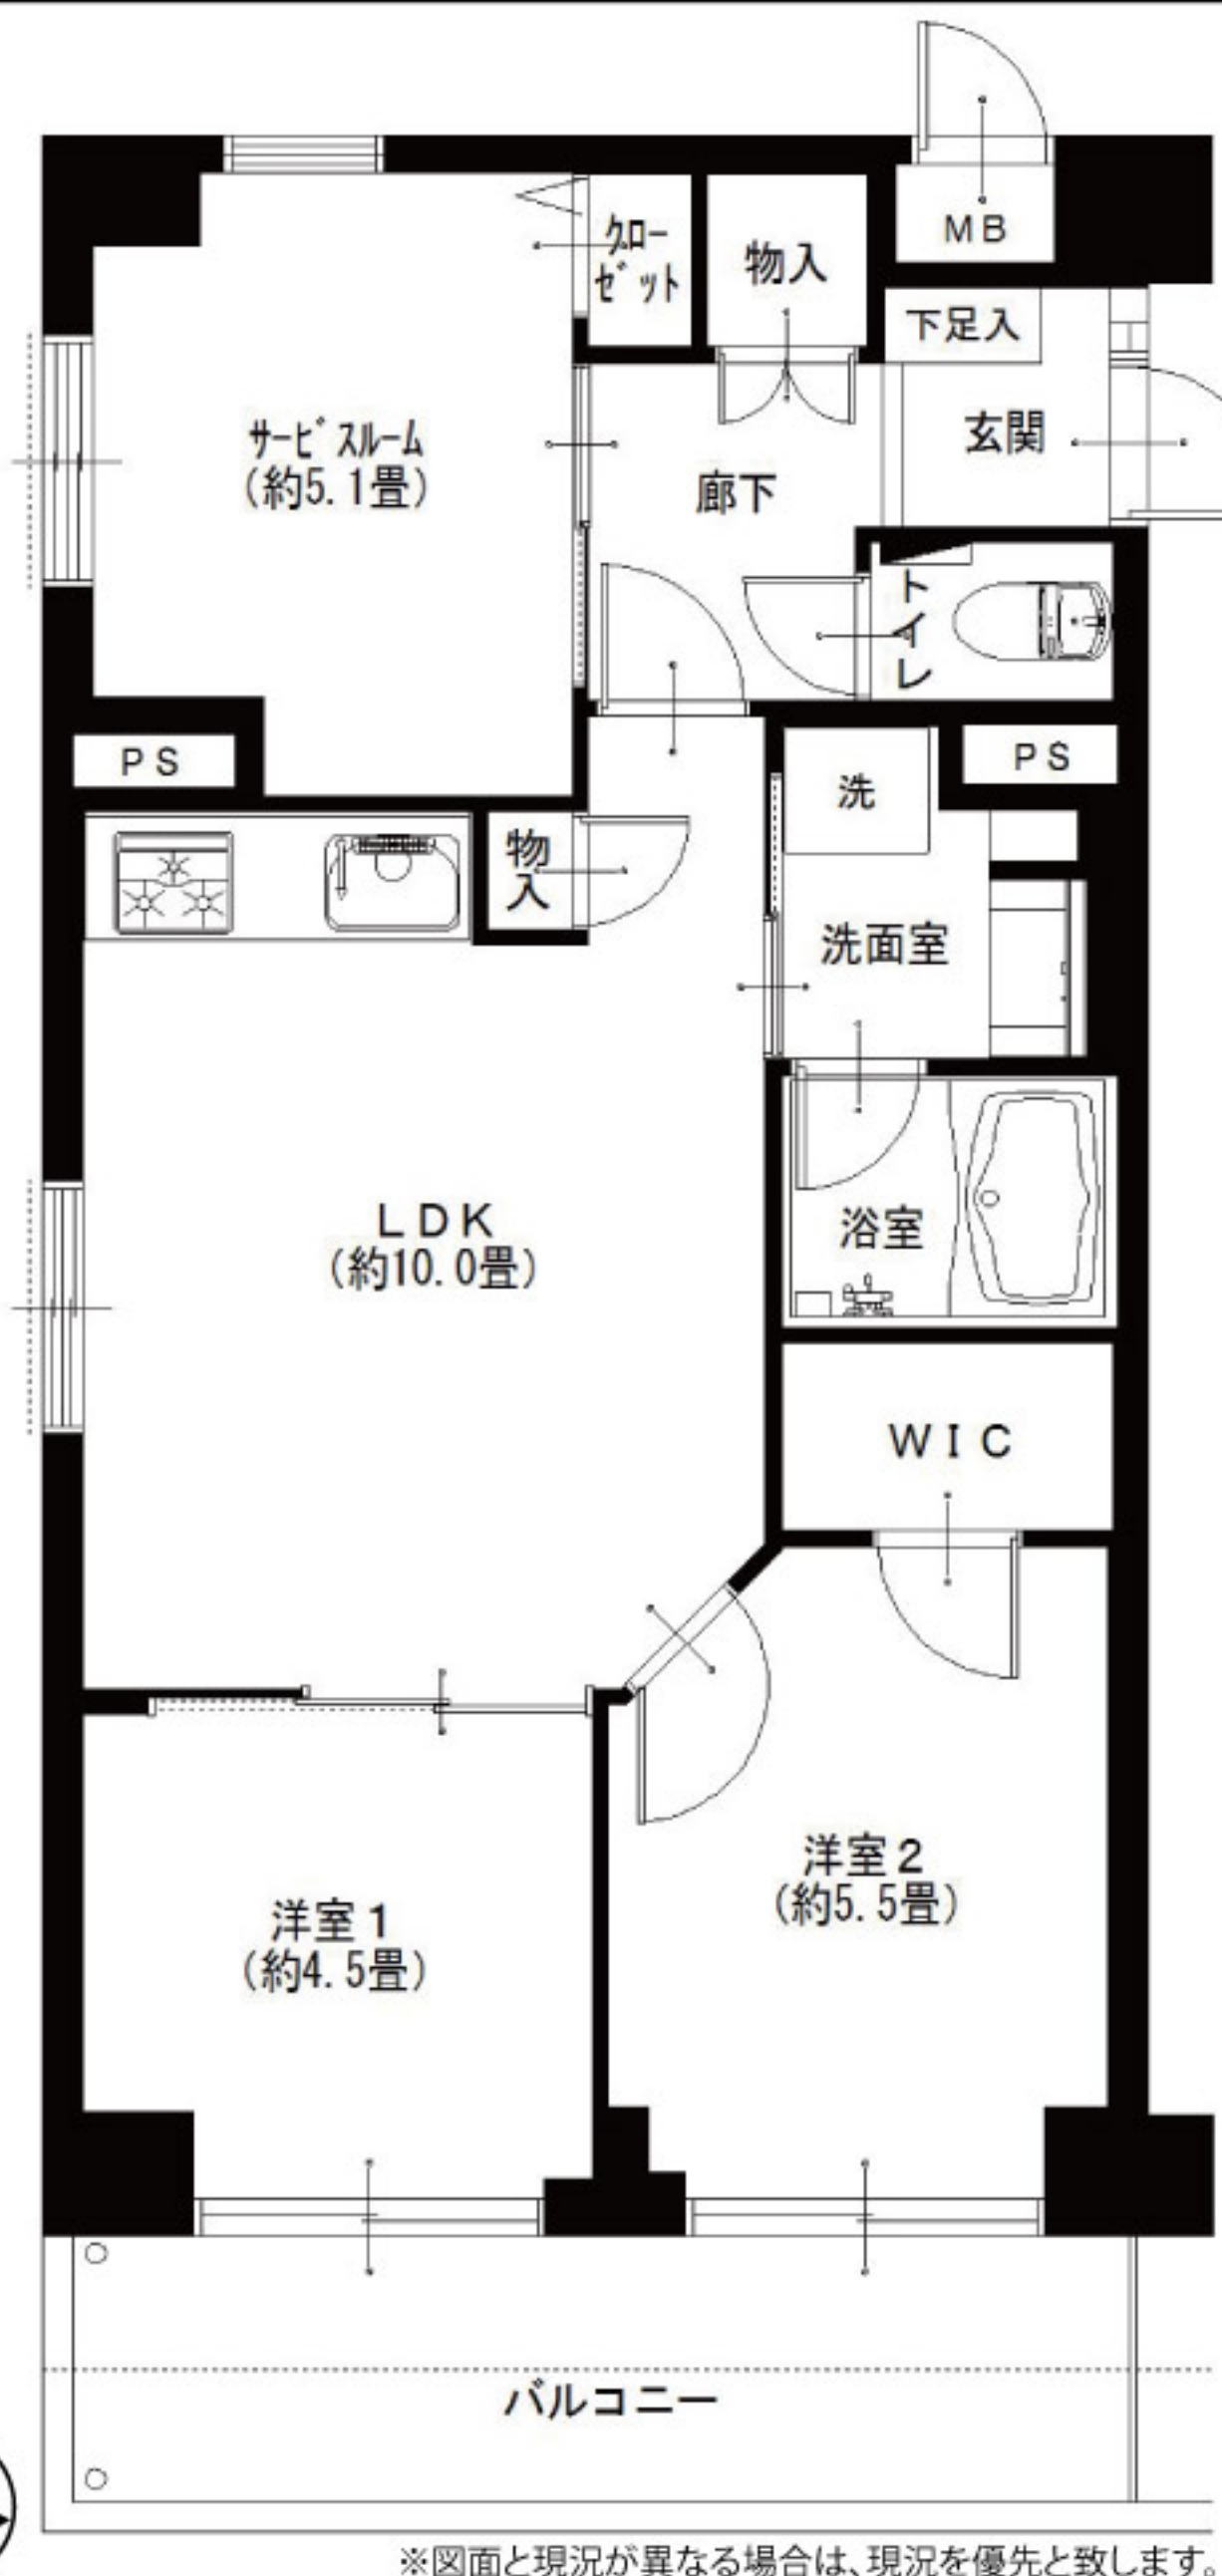 MB
クローゼット
物入
下足入
玄関
サービスルーム
(約5.1畳)
廊下
トイレ
PS
PS
洗
物入
洗面室
LDK
(約10.0畳)
浴室
WIC
洋室2
(約5.5畳)
洋室1
(約4.5畳)
バルコニー
※図面と現況が異なる場合は、現況を優先と致します。